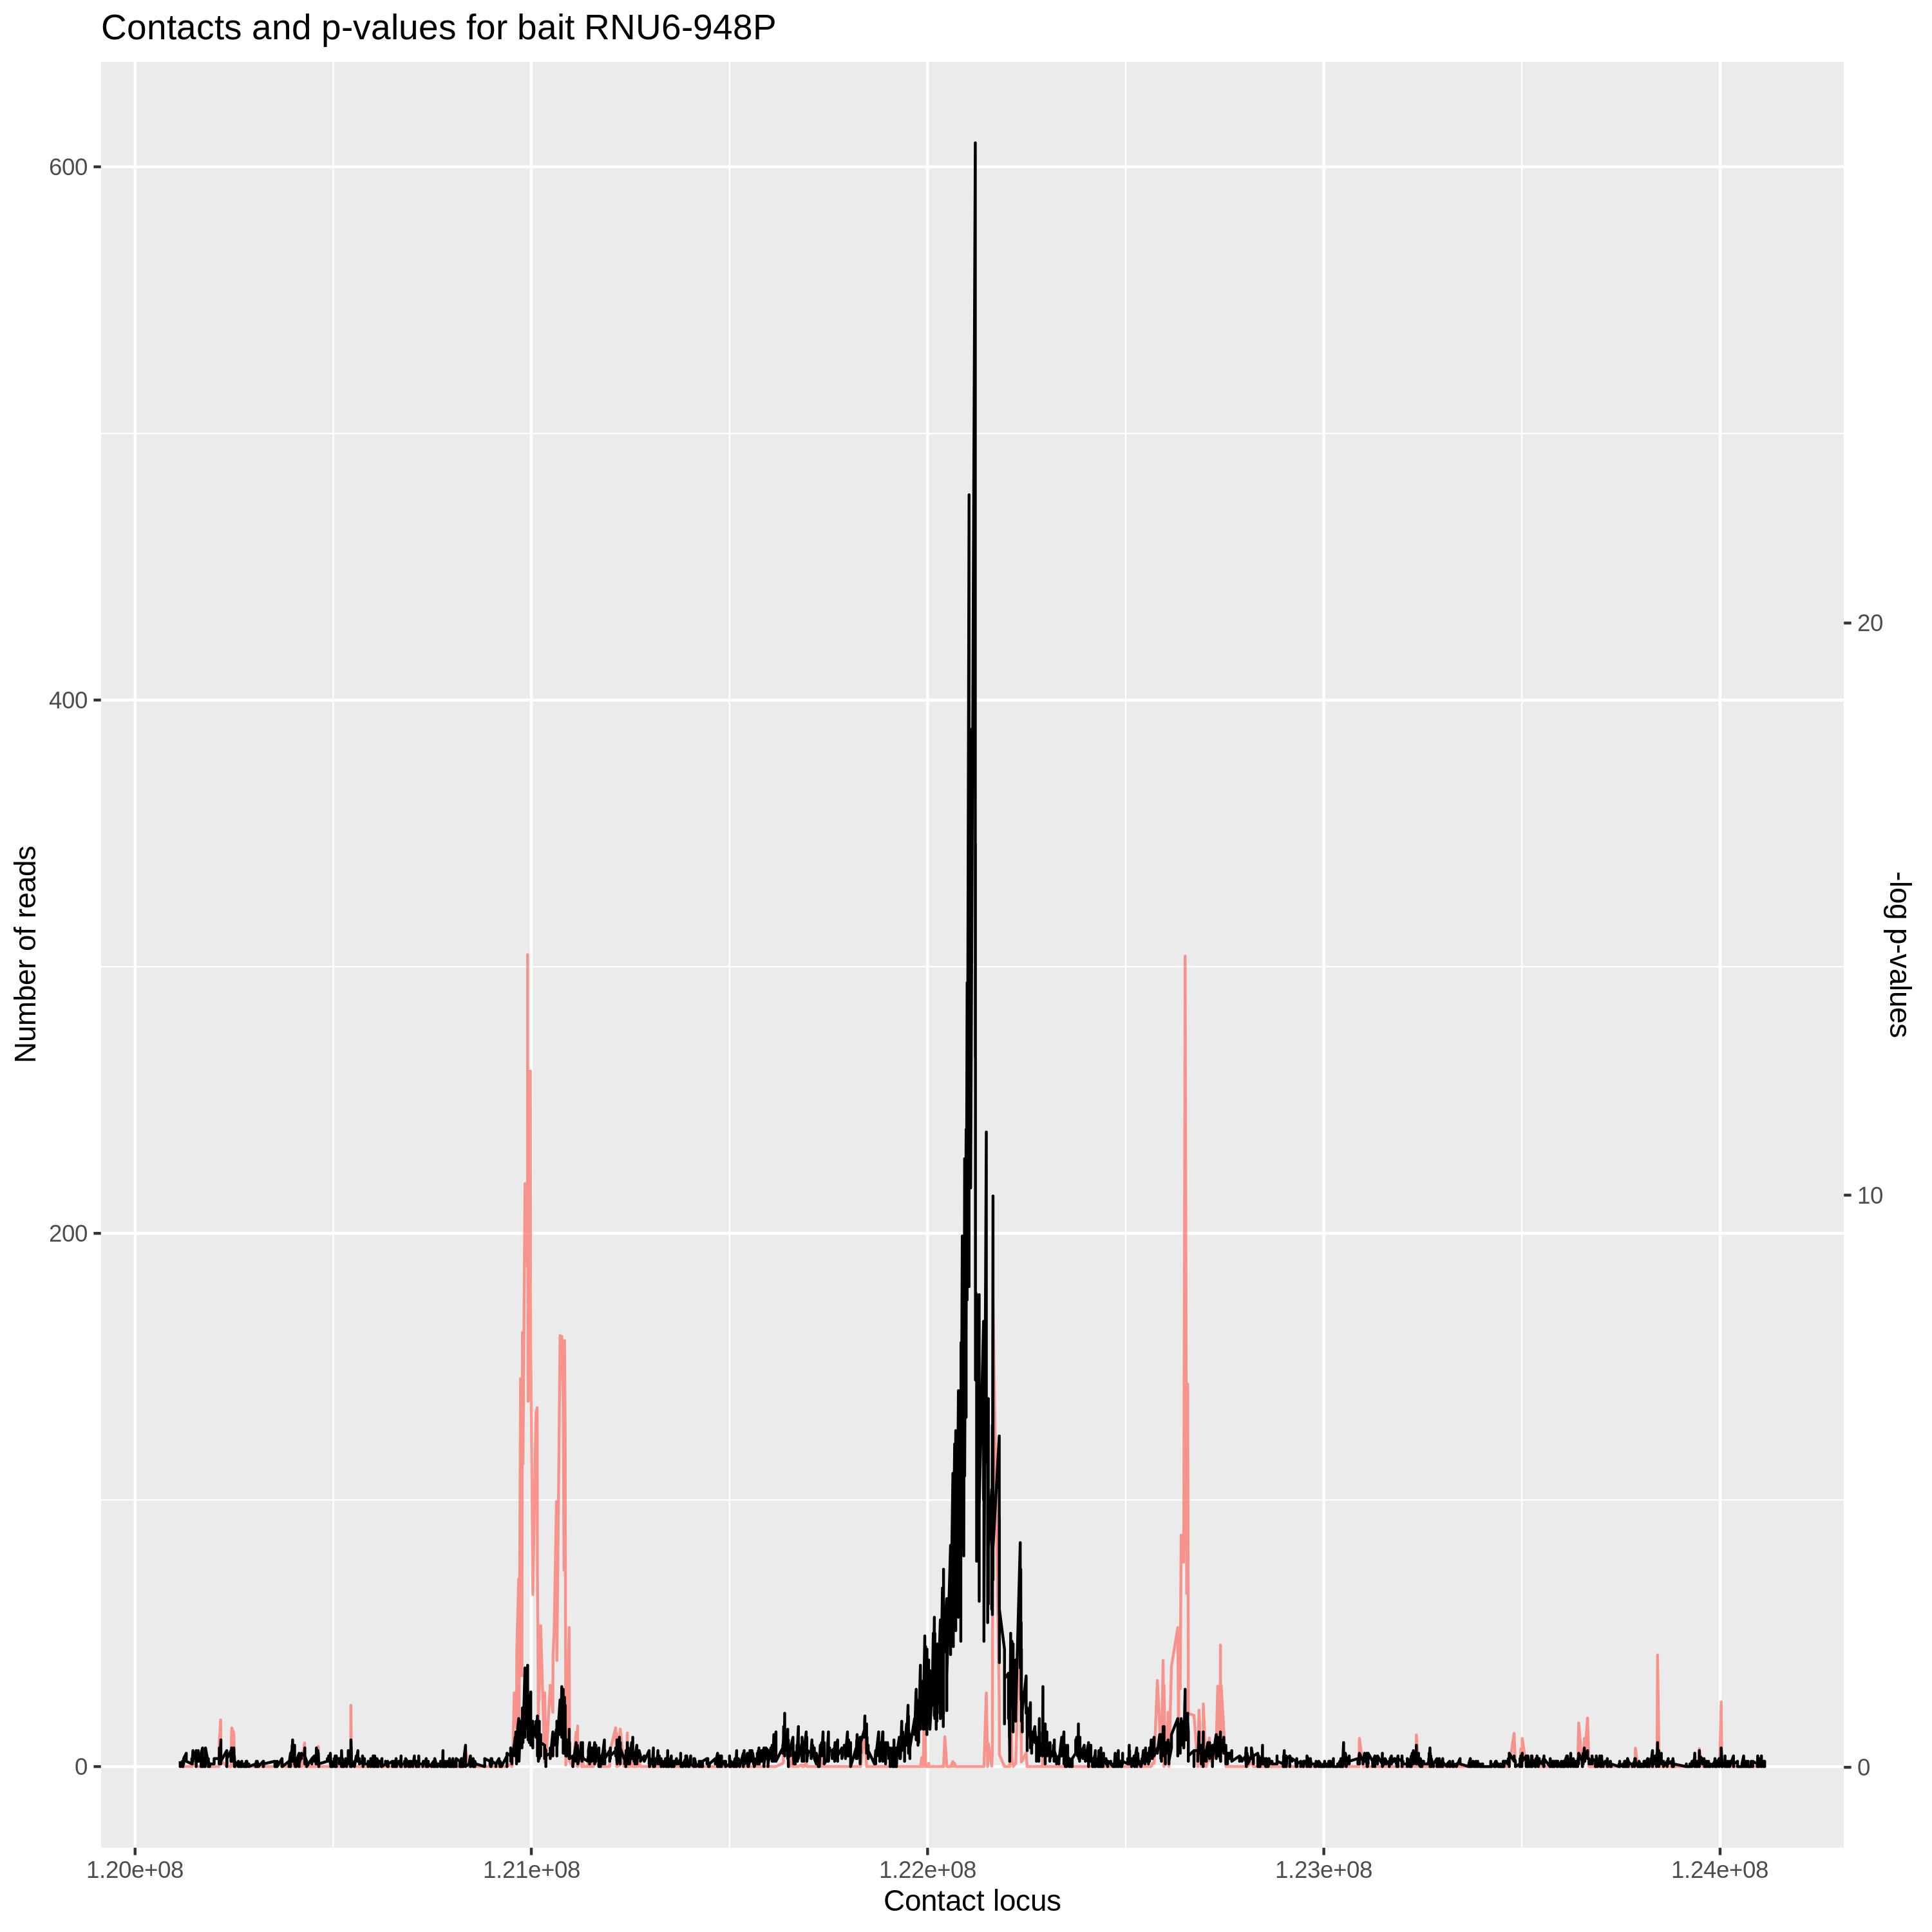 Contacts and p-values for bait RNU6-948P
600
400
200
0
Number of reads
20
10
0
-log p-values
1.20e+08
1.21e+08
1.22e+08
1.23e+08
1.24e+08
Contact locus